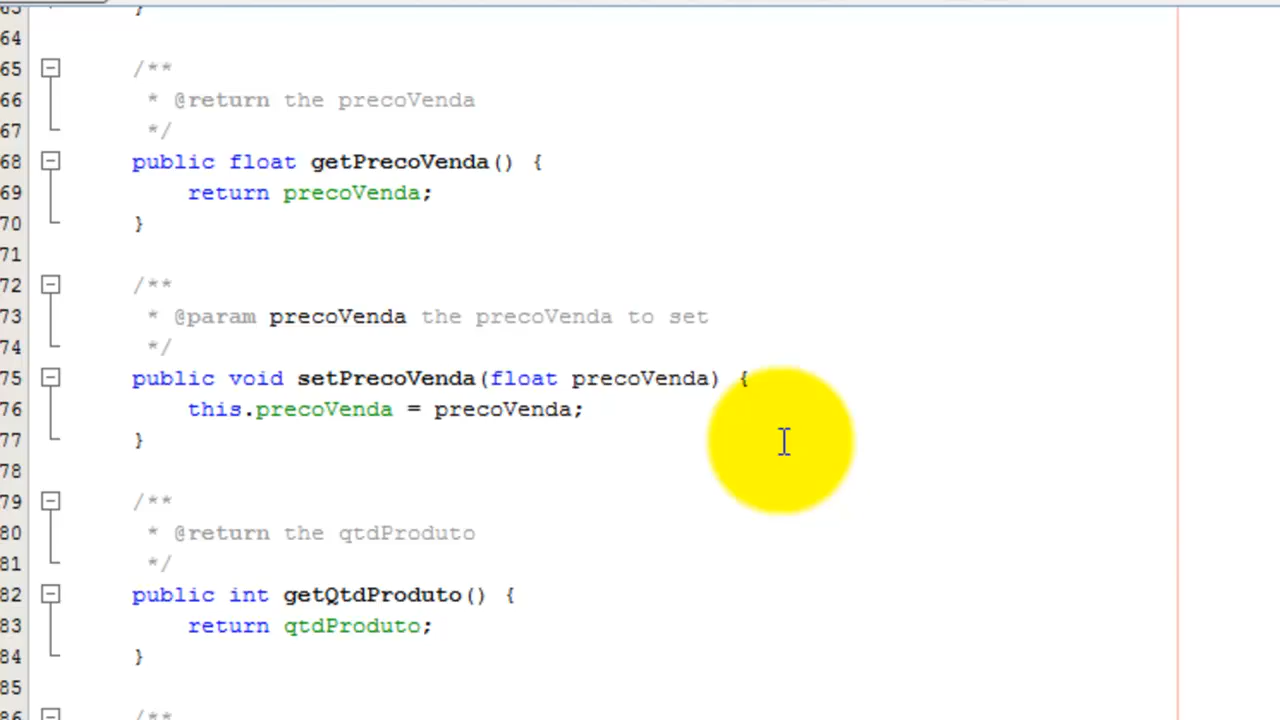 63 }
64
65 /**
66 * @return the precoVenda
67 */
68 public float getPrecoVenda() {
69 return precoVenda;
70 }
71
72 /**
73 * @param precoVenda the precoVenda to set
74 */
75 public void setPrecoVenda(float precoVenda) {
76 this.precoVenda = precoVenda;
77 }
78
79 /**
80 * @return the qtdProduto
81 */
82 public int getQtdProduto() {
83 return qtdProduto;
84 }
85
86 /**